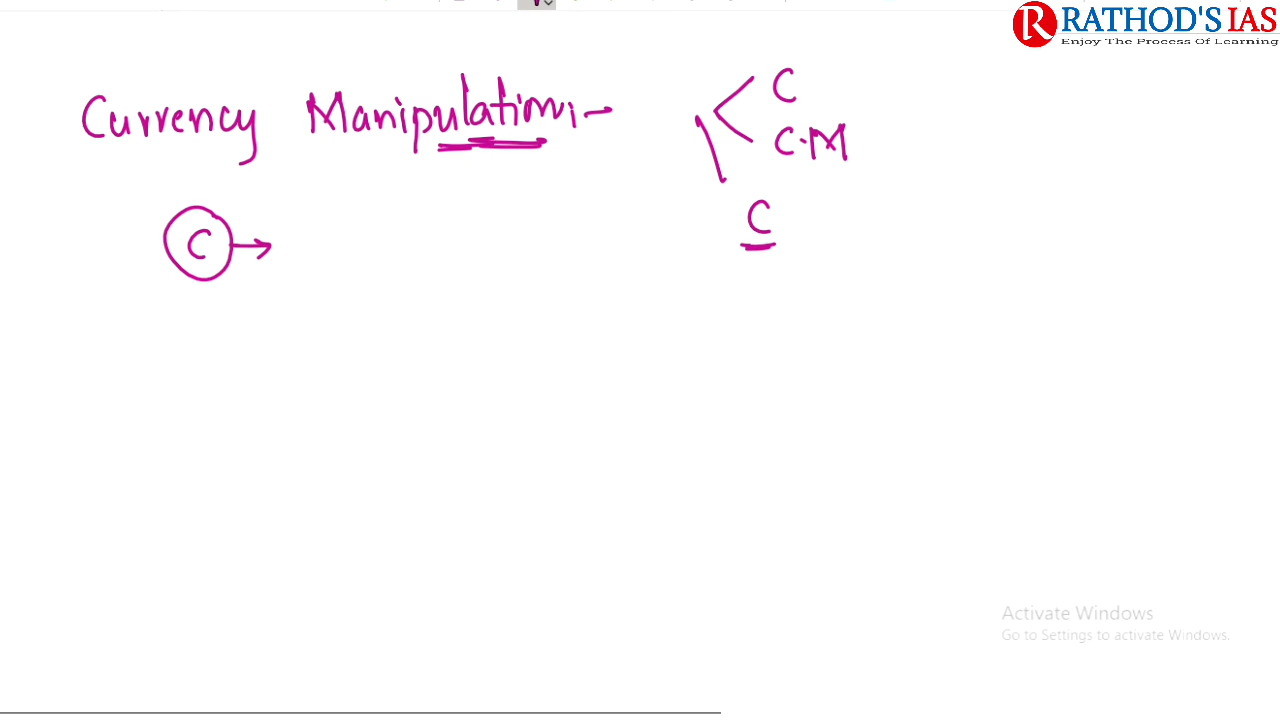 RATHOD'S IAS
Enjoy The Process Of Learning
Currency Manipulation:-
C
C.M
C
C
Activate Windows
Go to Settings to activate Windows.